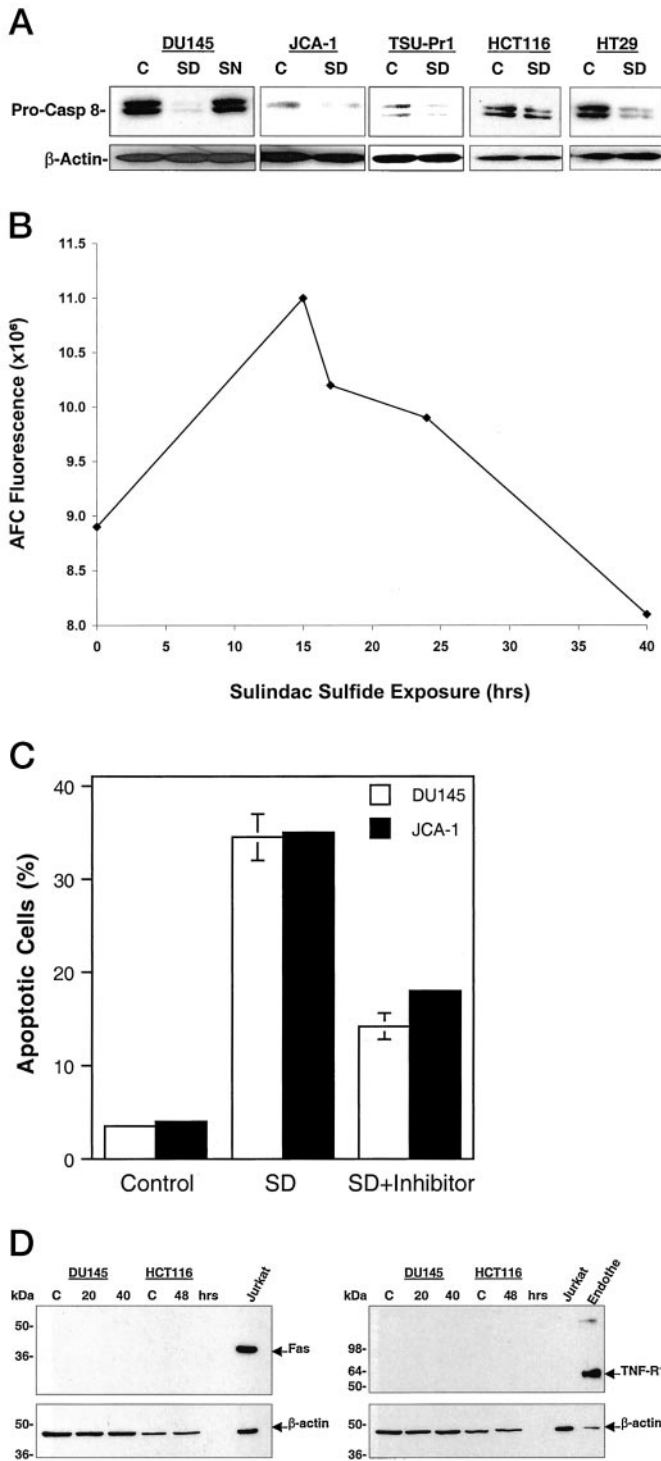 A
DU145 JCA-1 TSU-Pr1 HCT116 HT29
C SD SN C SD C SD C SD C SD
Pro-Casp 8-
β-Actin-
B
11.5
11.0
10.5
10.0
9.5
9.0
8.5
8.0
AFC Fluorescence (x10⁶)
0 5 10 15 20 25 30 35 40
Sulindac Sulfide Exposure (hrs)
C
40
30
20
10
0
Apoptotic Cells (%)
DU145
JCA-1
Control SD SD+Inhibitor
D
DU145 HCT116 Jurkat
kDa C 20 40 C 48 hrs
50-
36-
Fas
50-
36-
β-actin
DU145 HCT116 Jurkat Endothe
kDa C 20 40 C 48 hrs
98-
64-
50-
TNF-R
50-
36-
β-actin